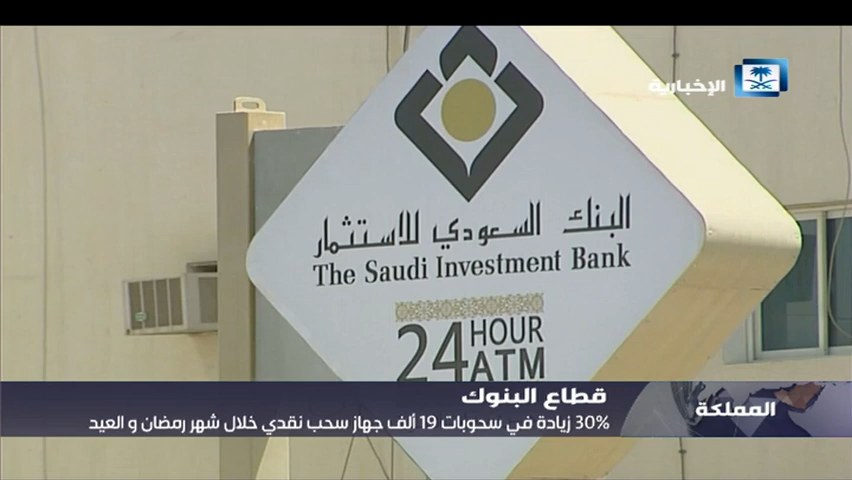 الإخبارية
البنك السعودي للاستثمار
The Saudi Investment Bank
24 HOUR
ATM
قطاع البنوك
المملكة
30% زيادة في سحوبات 19 ألف جهاز سحب نقدي خلال شهر رمضان و العيد